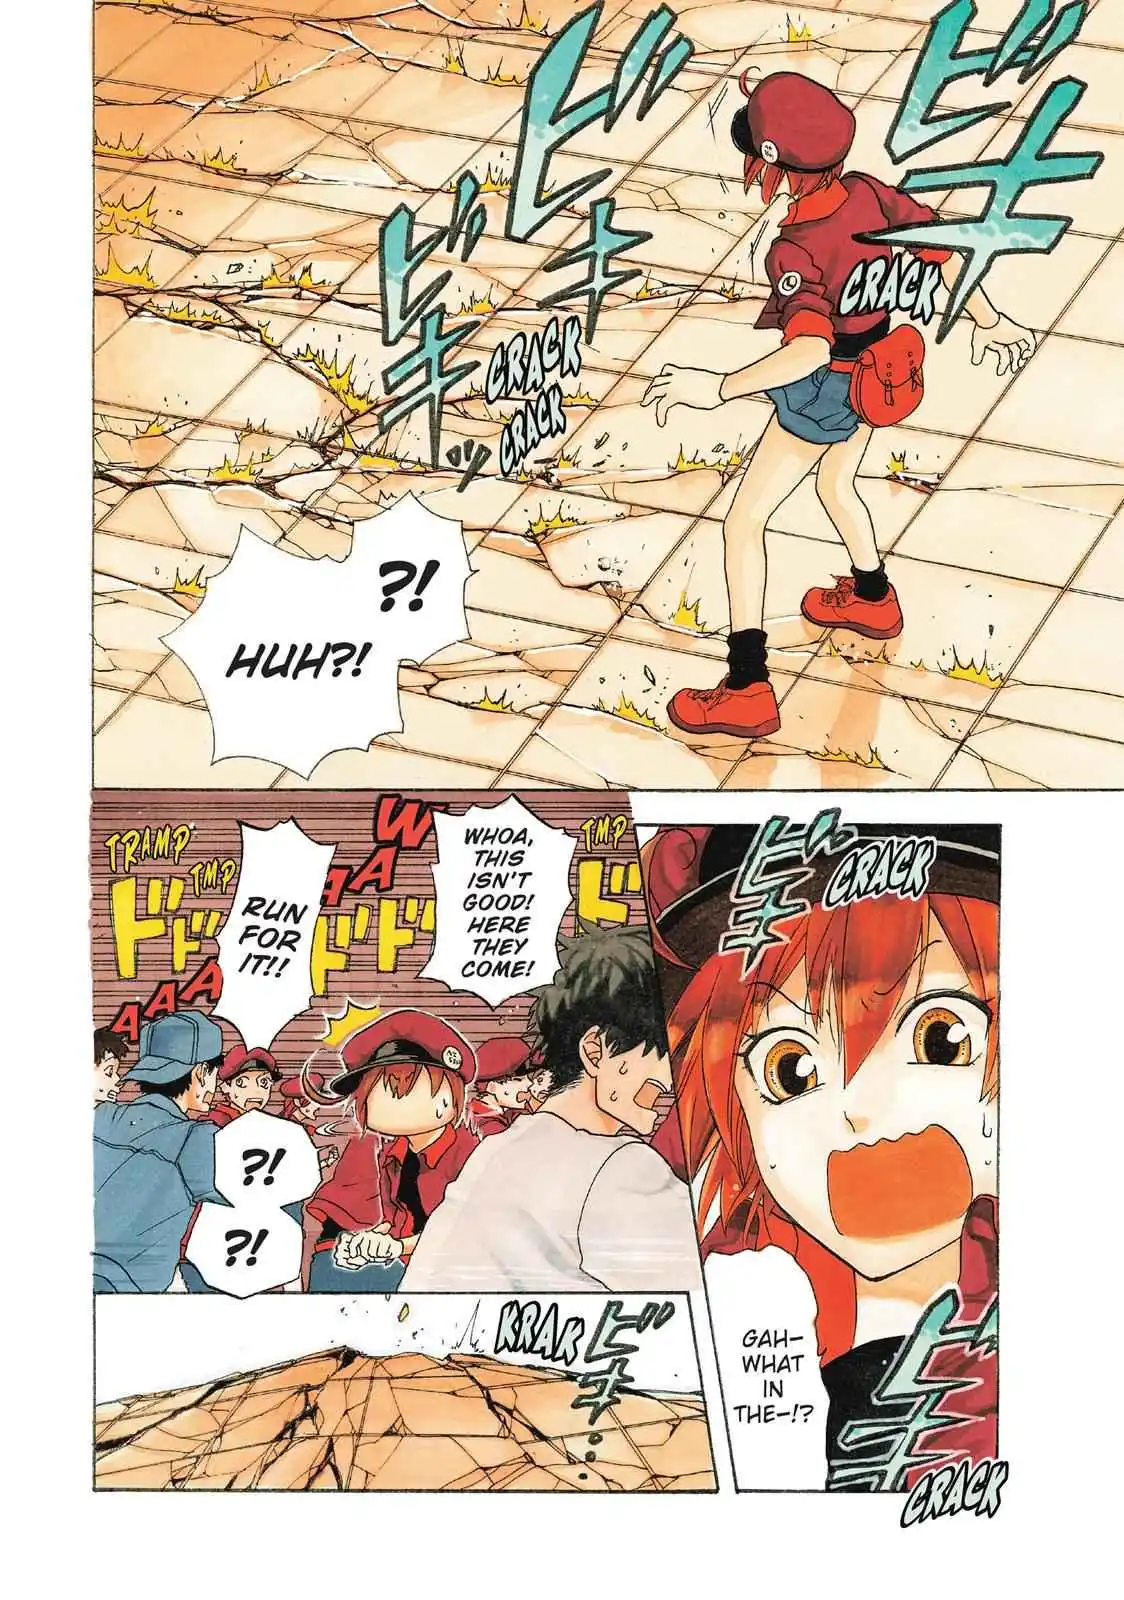 ビキ
CRACK
ビキ
CRACK
CRACK
ビキッ
?!
HUH?!
ビキ
CRACK
GAH-
WHAT
IN
THE-!?
ビキ
CRACK
TMP
WHOA,
THIS
ISN'T
GOOD!
HERE
THEY
COME!
WAAA
AAA
ドドドドド
RUN
FOR
IT!!
TMP
TRAMP
?!
?!
KRAK
ビキ...